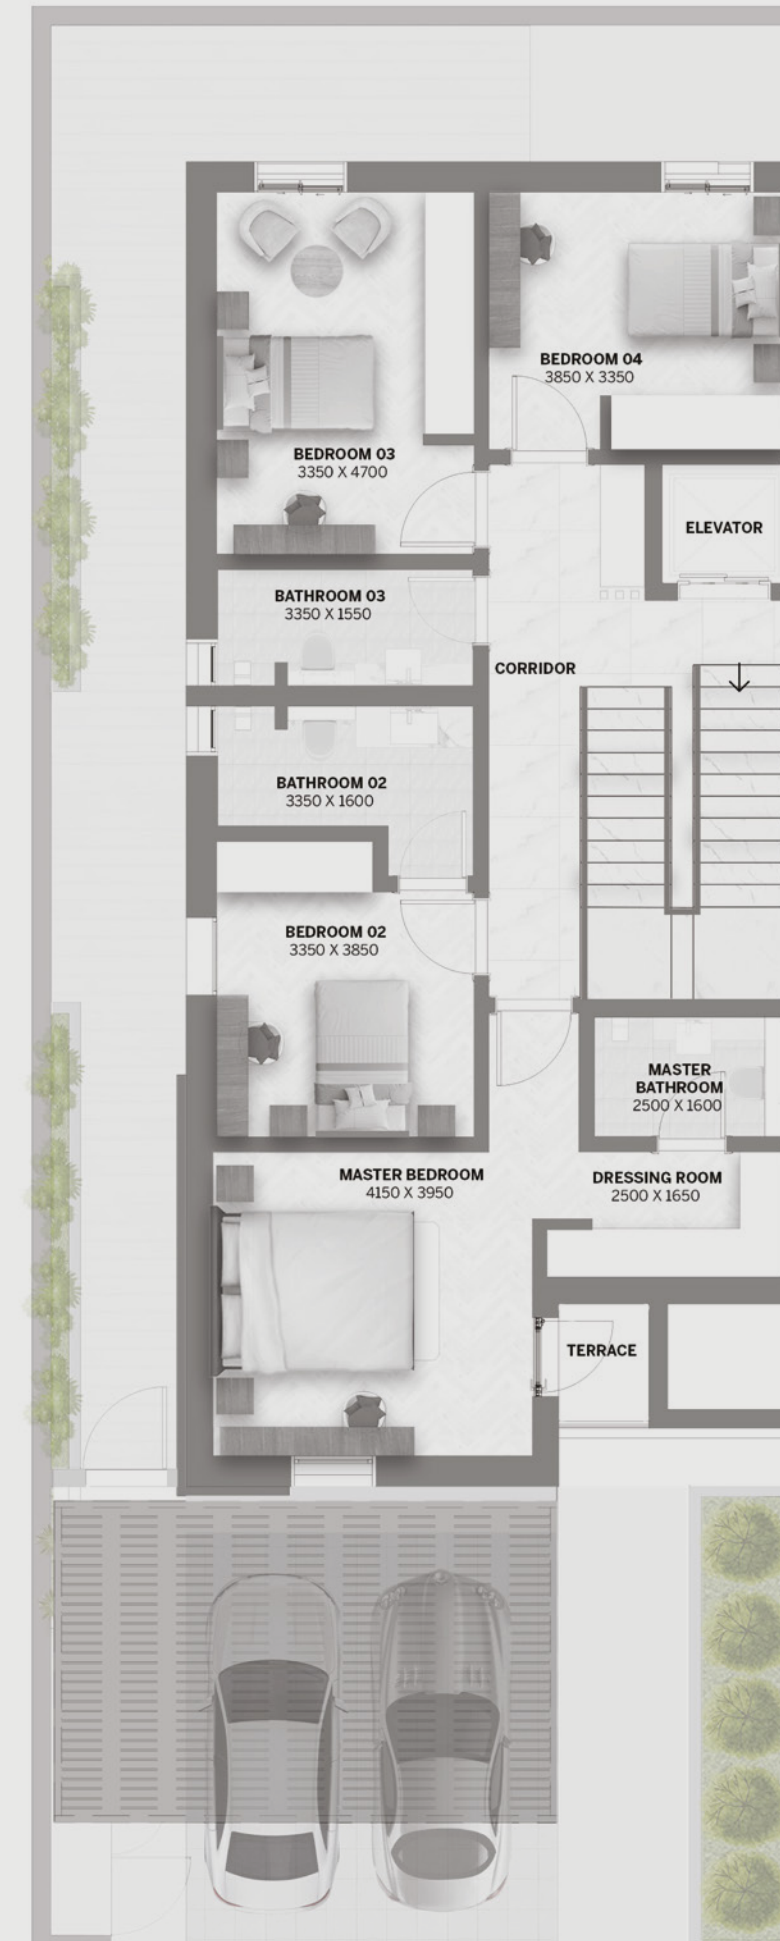 BEDROOM 04
3850 X 3350
BEDROOM 03
3350 X 4700
ELEVATOR
BATHROOM 03
3350 X 1550
CORRIDOR
BATHROOM 02
3350 X 1600
BEDROOM 02
3350 X 3850
MASTER
BATHROOM
2500 X 1600
MASTER BEDROOM
4150 X 3950
DRESSING ROOM
2500 X 1650
TERRACE